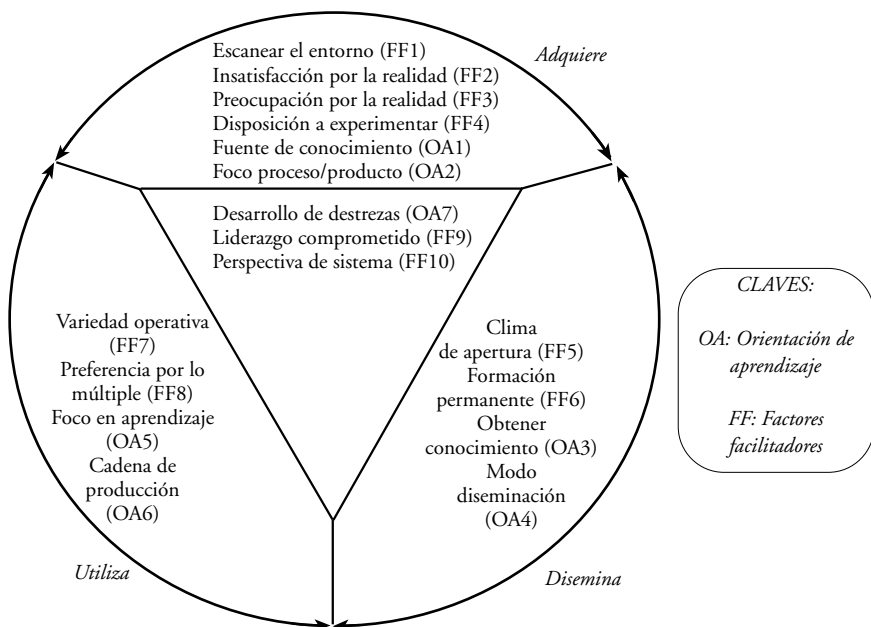 Escanear el entorno (FF1)
Insatisfacción por la realidad (FF2)
Preocupación por la realidad (FF3)
Disposición a experimentar (FF4)
Fuente de conocimiento (OA1)
Foco proceso/producto (OA2)
Adquiere
Desarrollo de destrezas (OA7)
Liderazgo comprometido (FF9)
Perspectiva de sistema (FF10)
Variedad operativa
(FF7)
Preferencia por lo
múltiple (FF8)
Foco en aprendizaje
(OA5)
Cadena de
producción
(OA6)
Utiliza
Clima
de apertura (FF5)
Formación
permanente (FF6)
Obtener
conocimiento (OA3)
Modo
diseminación
(OA4)
Disemina
CLAVES:
OA: Orientación de
aprendizaje
FF: Factores
facilitadores